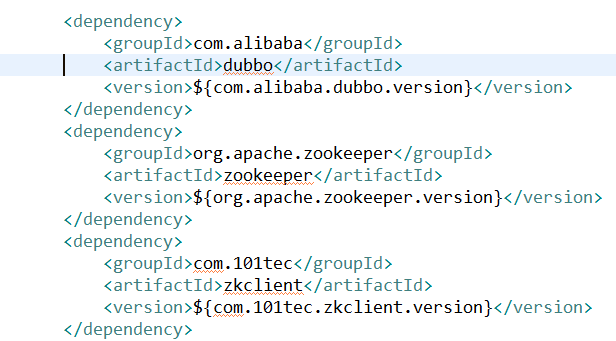 <dependency>
<groupId>com.alibaba</groupId>
<artifactId>dubbo</artifactId>
<version>${com.alibaba.dubbo.version}</version>
</dependency>
<dependency>
<groupId>org.apache.zookeeper</groupId>
<artifactId>zookeeper</artifactId>
<version>${org.apache.zookeeper.version}</version>
</dependency>
<dependency>
<groupId>com.101tec</groupId>
<artifactId>zkclient</artifactId>
<version>${com.101tec.zkclient.version}</version>
</dependency>